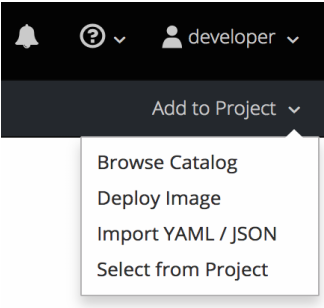 developer
Add to Project
Browse Catalog
Deploy Image
Import YAML / JSON
Select from Project